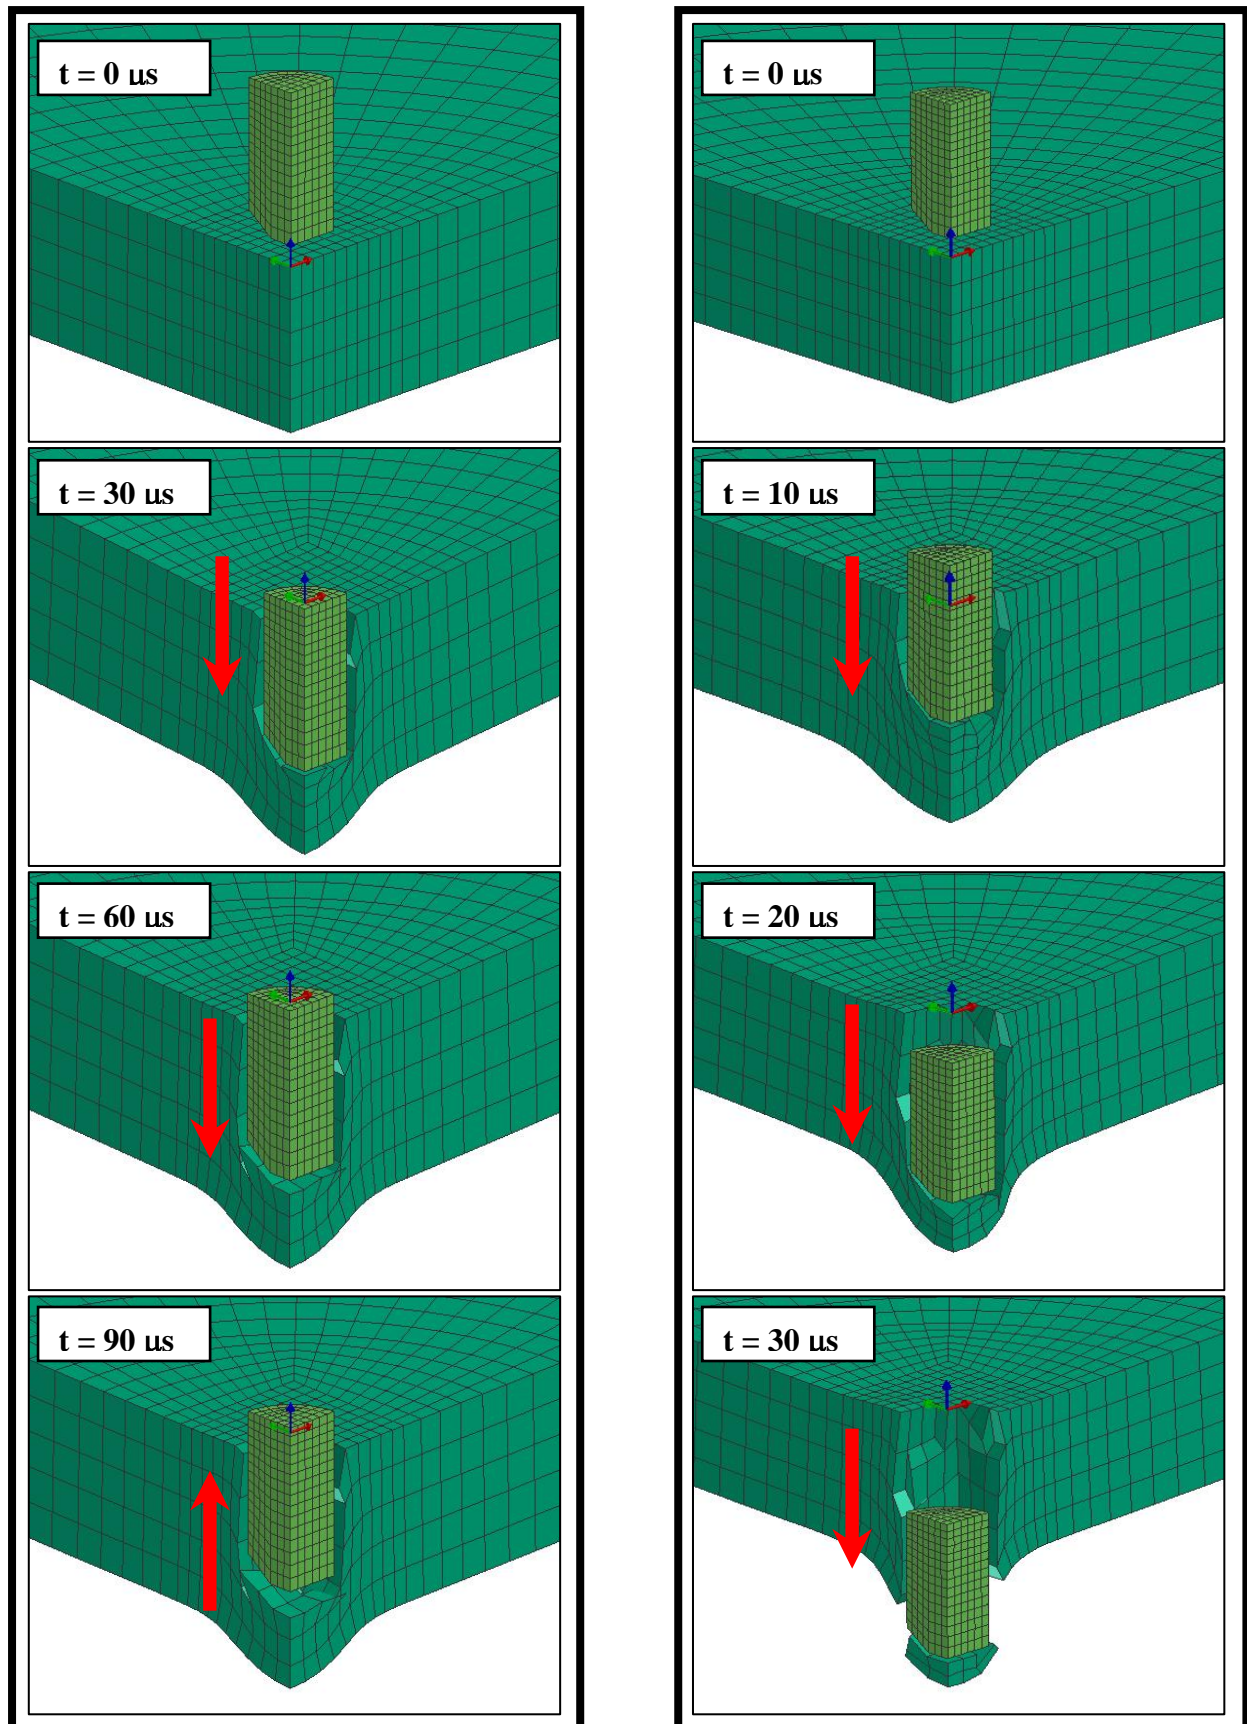 t = 0 μs
t = 30 μs
t = 60 μs
t = 90 μs
t = 0 μs
t = 10 μs
t = 20 μs
t = 30 μs